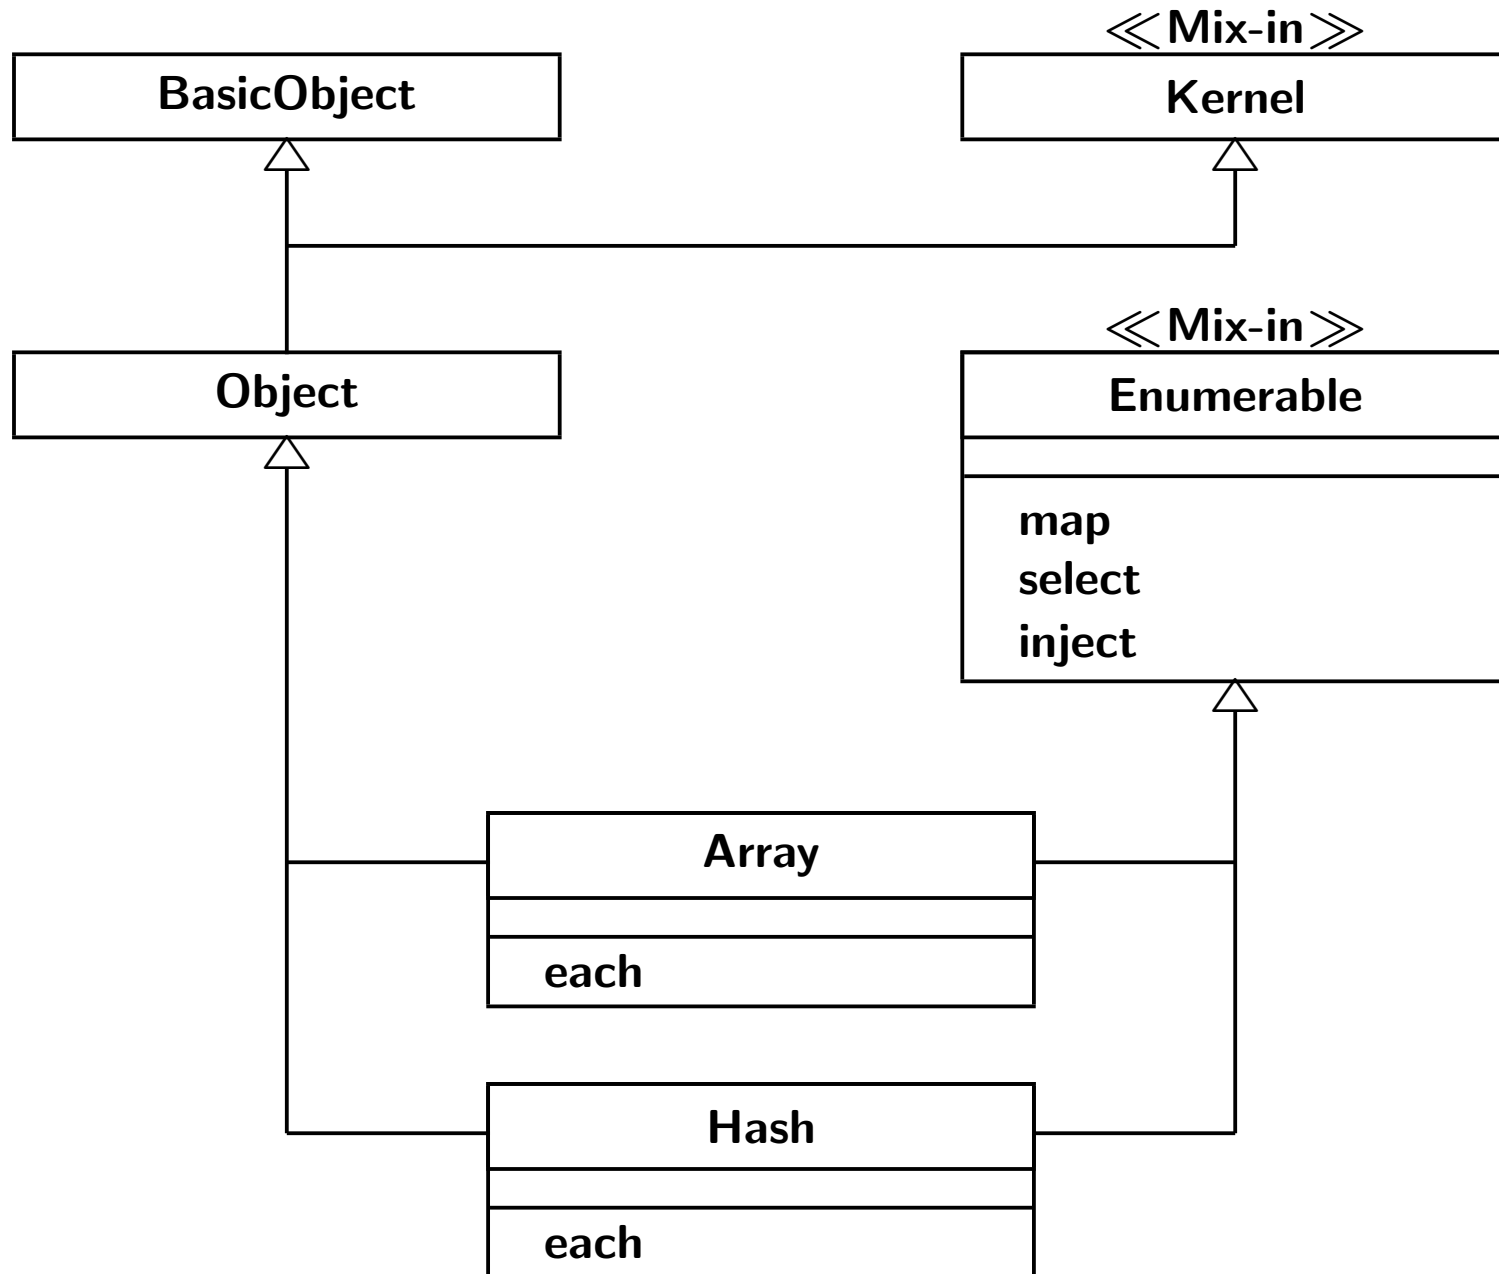 ≪Mix-in≫
BasicObject
Kernel
≪Mix-in≫
Object
Enumerable
map
select
inject
Array
each
Hash
each